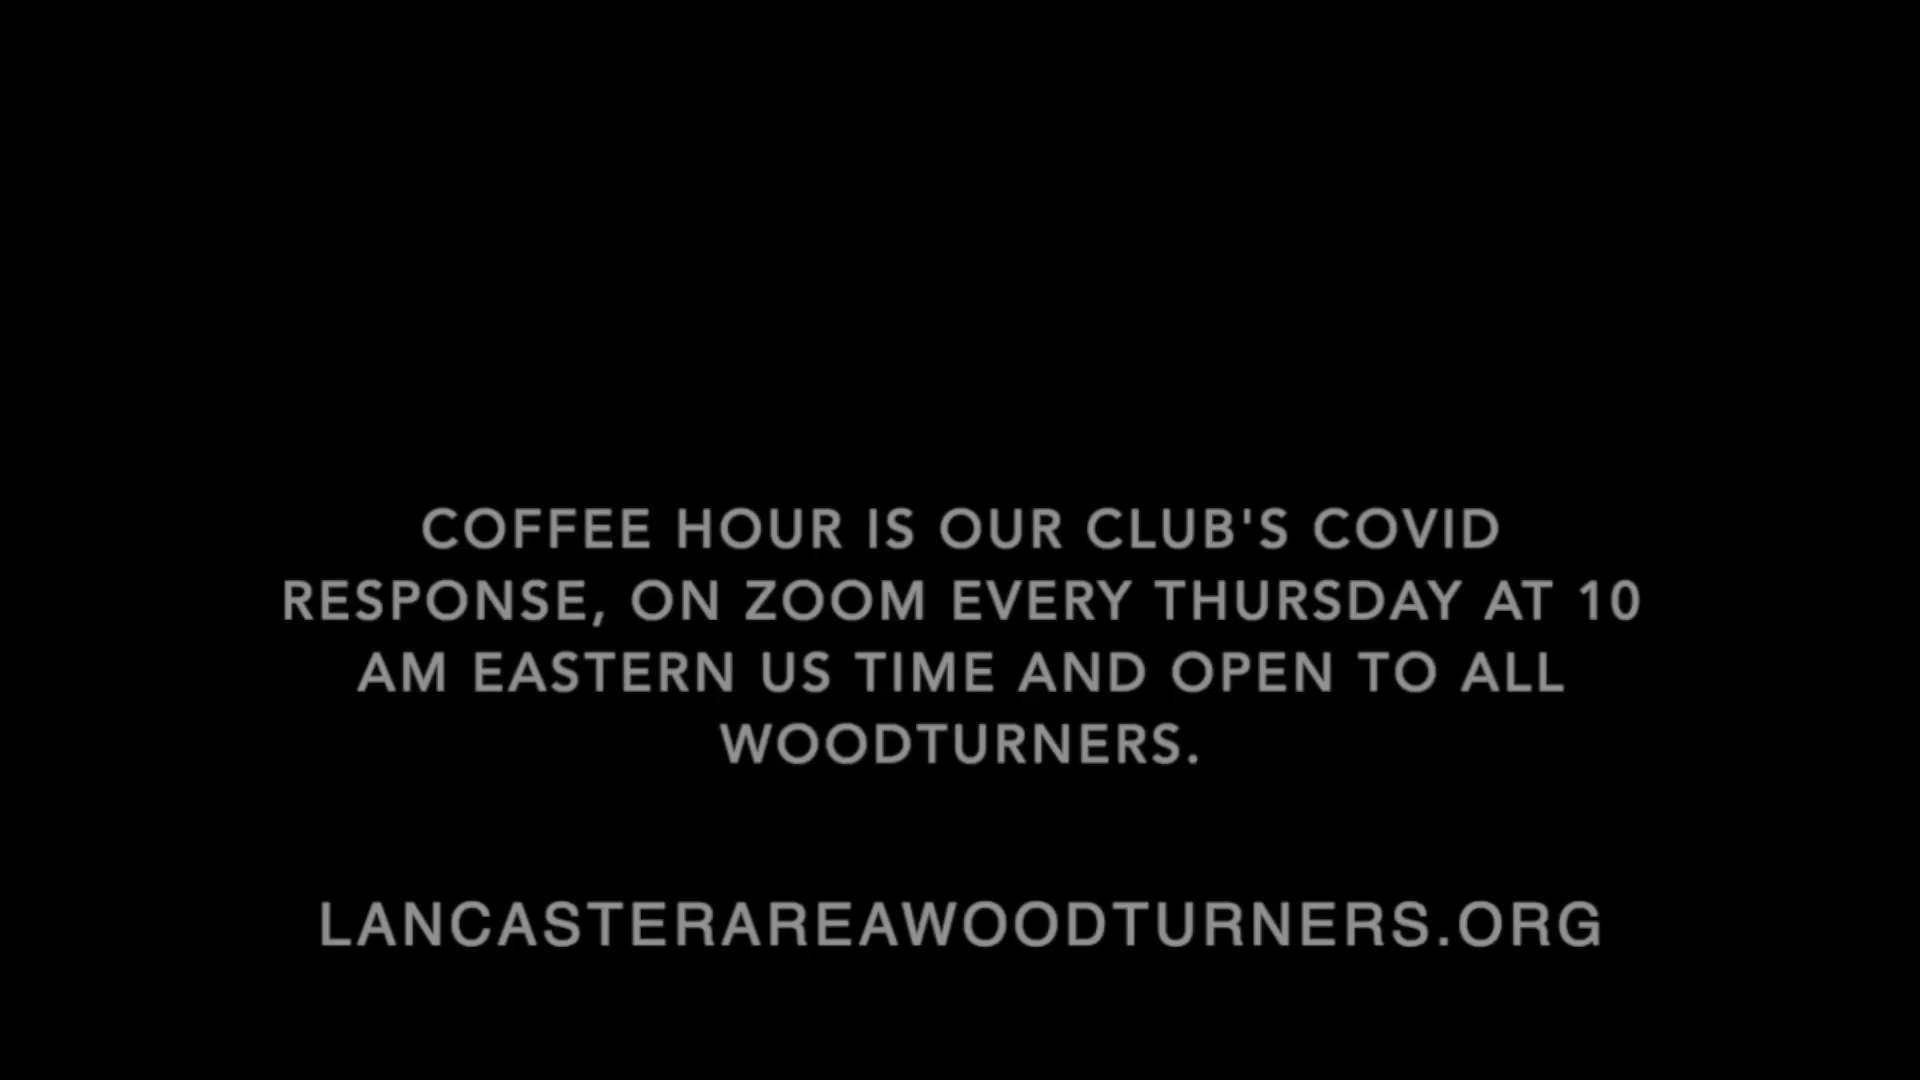 COFFEE HOUR IS OUR CLUB'S COVID
RESPONSE, ON ZOOM EVERY THURSDAY AT 10
AM EASTERN US TIME AND OPEN TO ALL
WOODTURNERS.
LANCASTERAREAWOODTURNERS.ORG